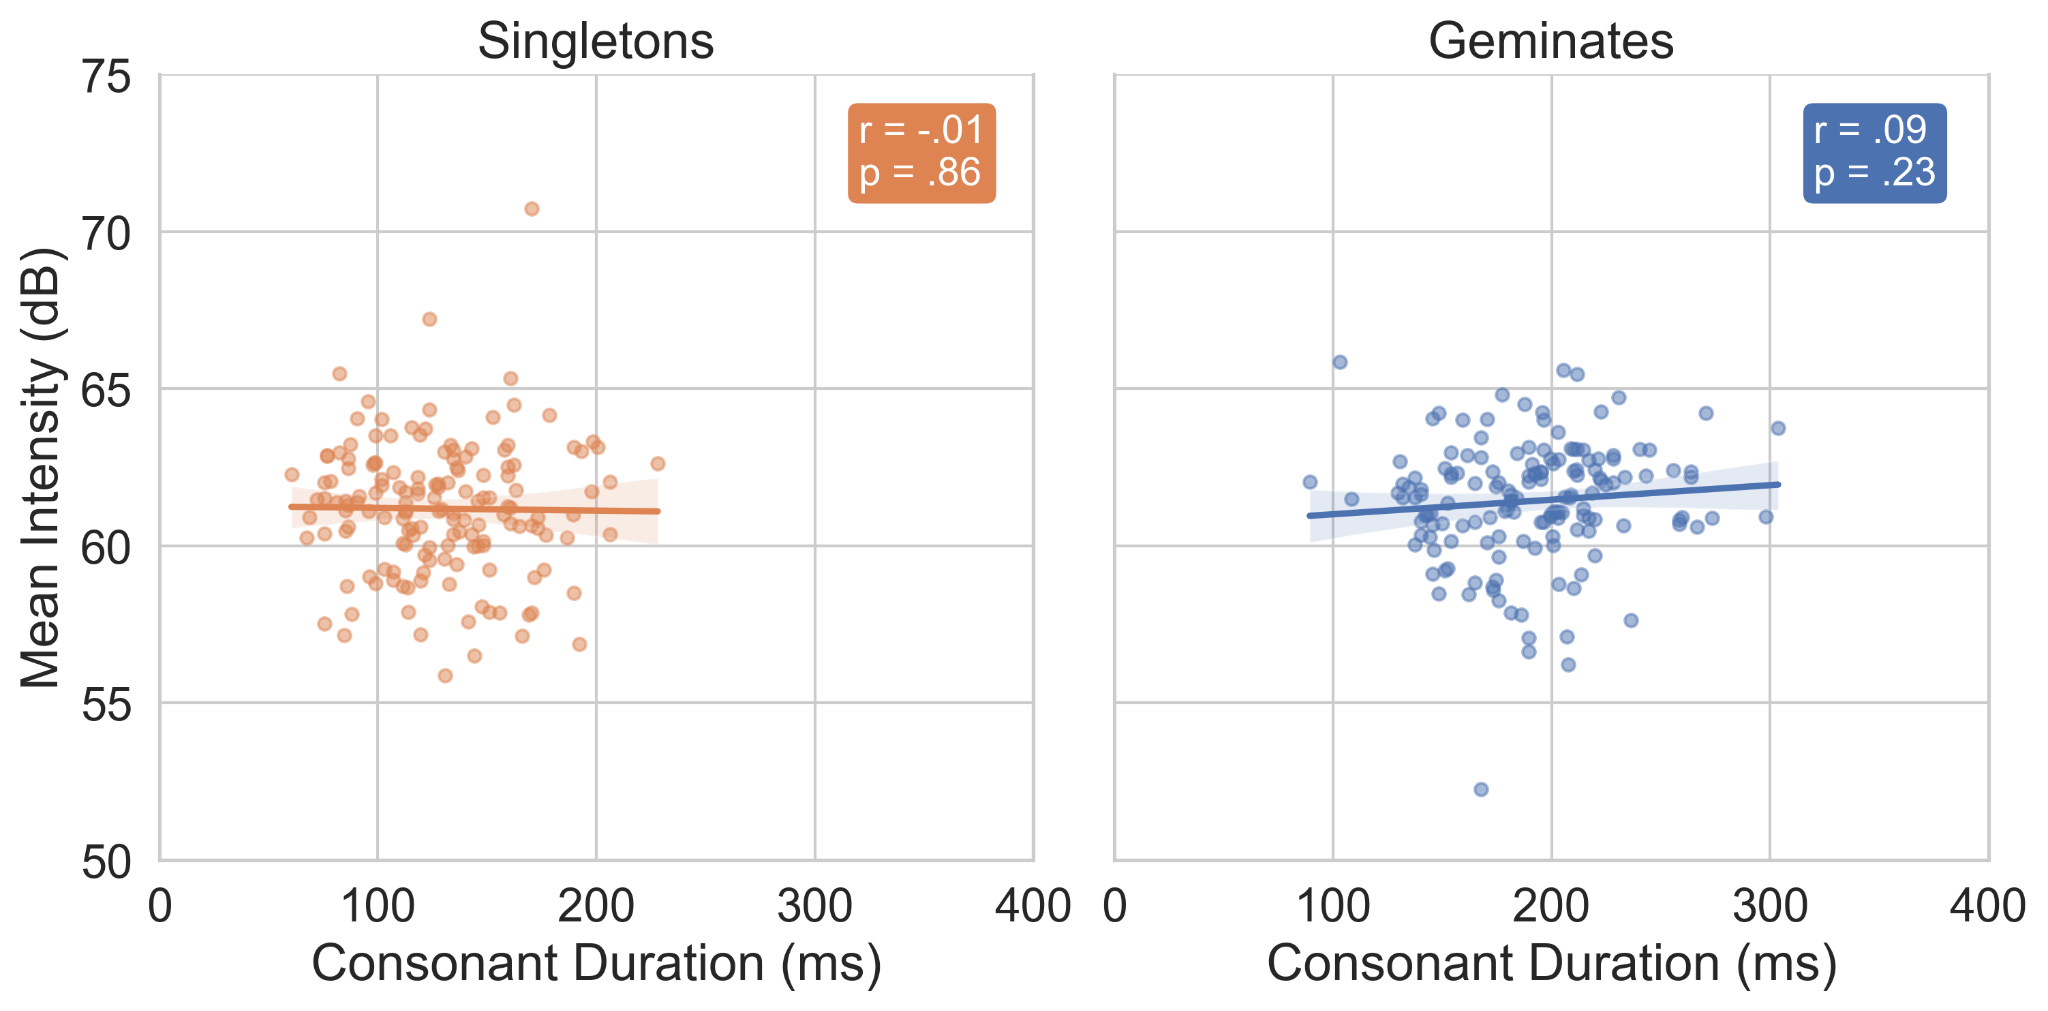 Singletons
Geminates
75
70
65
60
55
50
Mean Intensity (dB)
r = -.01
p = .86
r = .09
p = .23
0 100 200 300 400
0 100 200 300 400
Consonant Duration (ms)
Consonant Duration (ms)